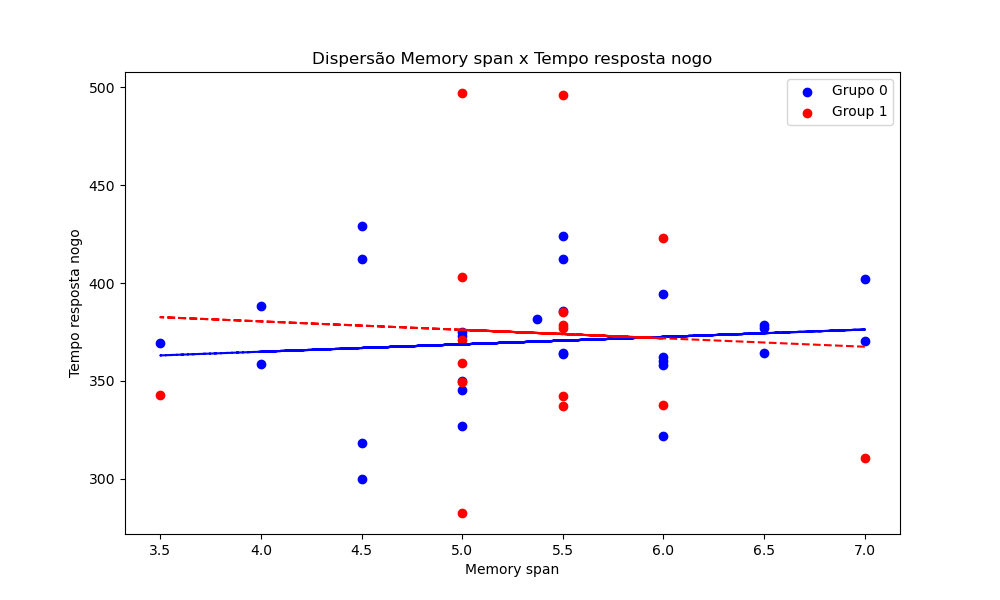 Dispersão Memory span x Tempo resposta nogo
Grupo 0
Group 1
500
450
400
350
300
Tempo resposta nogo
3.5 4.0 4.5 5.0 5.5 6.0 6.5 7.0
Memory span